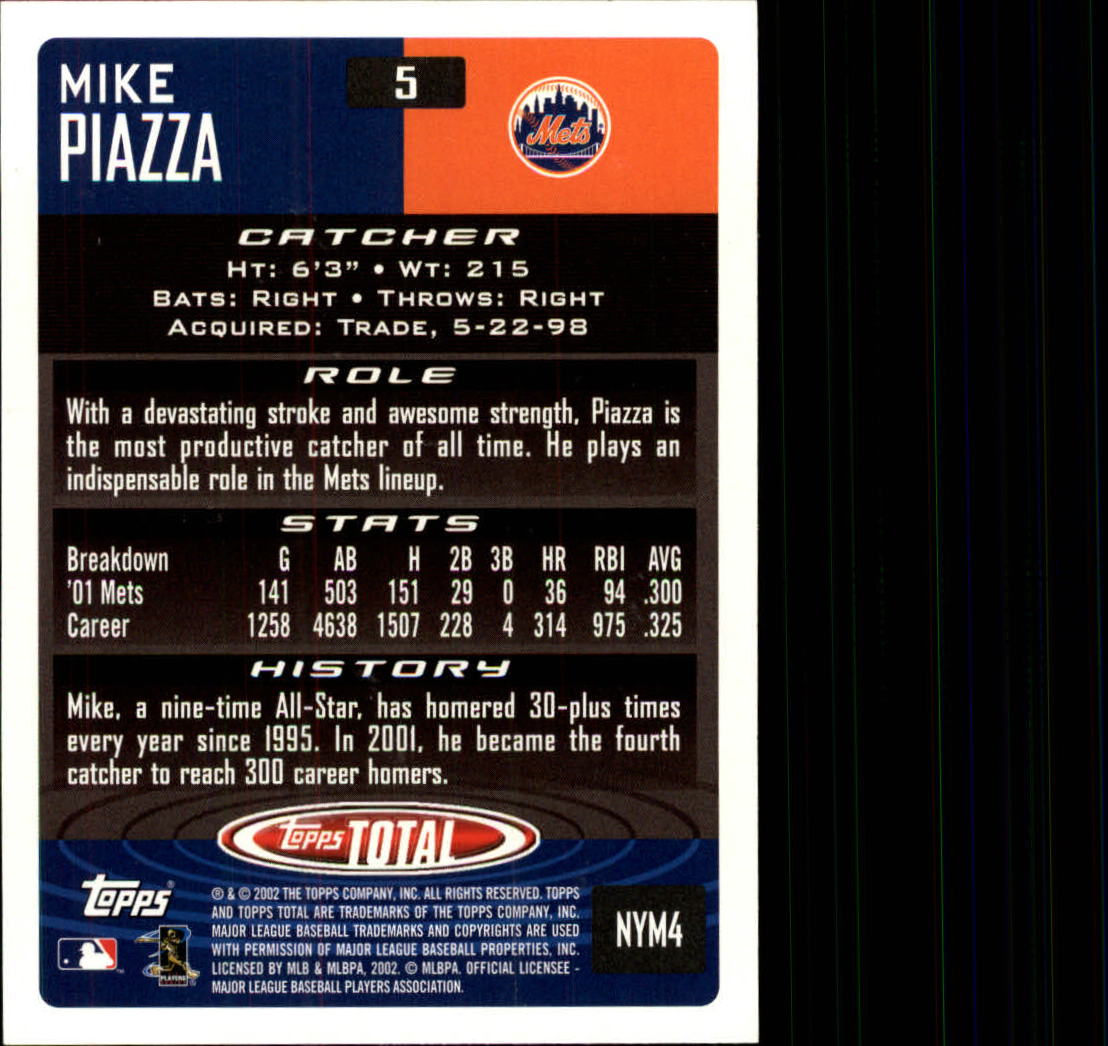 MIKE
PIAZZA
5
Mets
CATCHER
HT: 6'3" • WT: 215
BATS: RIGHT • THROWS: RIGHT
ACQUIRED: TRADE, 5-22-98
ROLE
With a devastating stroke and awesome strength, Piazza is
the most productive catcher of all time. He plays an
indispensable role in the Mets lineup.
STATS
Breakdown G AB H 2B 3B HR RBI AVG
'01 Mets 141 503 151 29 0 36 94 .300
Career 1258 4638 1507 228 4 314 975 .325
HISTORY
Mike, a nine-time All-Star, has homered 30-plus times
every year since 1995. In 2001, he became the fourth
catcher to reach 300 career homers.
topps TOTAL
topps®
® & © 2002 THE TOPPS COMPANY, INC. ALL RIGHTS RESERVED. TOPPS
AND TOPPS TOTAL ARE TRADEMARKS OF THE TOPPS COMPANY, INC.
MAJOR LEAGUE BASEBALL TRADEMARKS AND COPYRIGHTS ARE USED
WITH PERMISSION OF MAJOR LEAGUE BASEBALL PROPERTIES, INC.
LICENSED BY MLB & MLBPA, 2002. © MLBPA. OFFICIAL LICENSEE -
MAJOR LEAGUE BASEBALL PLAYERS ASSOCIATION.
PLAYERS
NYM4